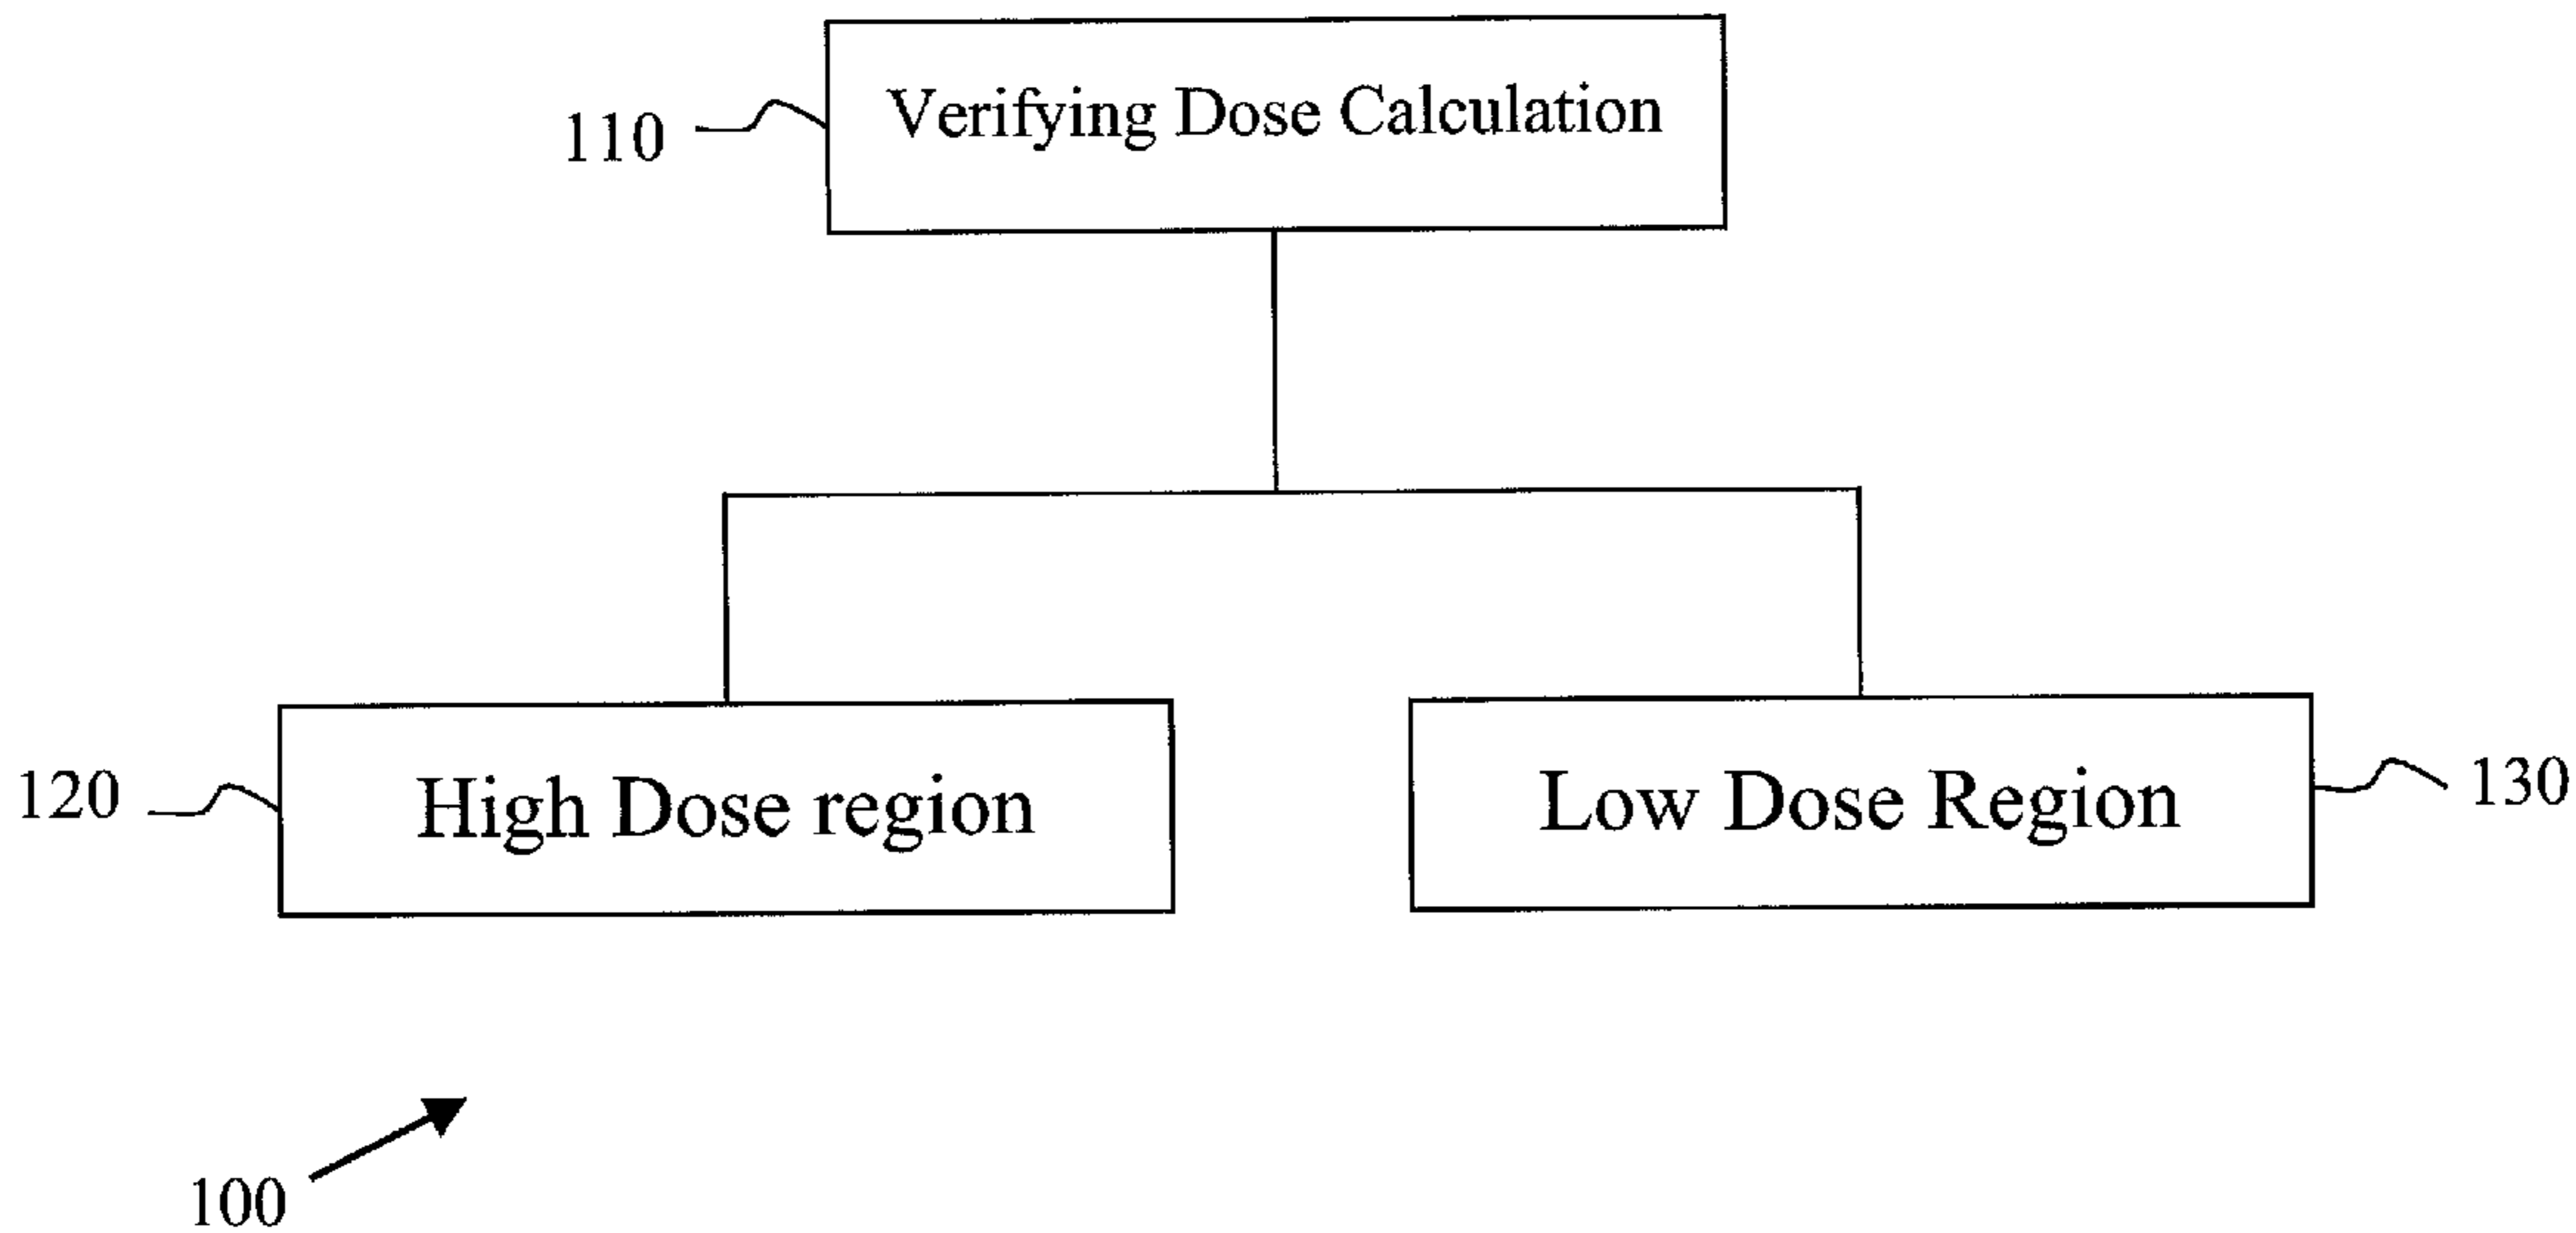 Verifying Dose Calculation
110
120
High Dose region
Low Dose Region
130
100